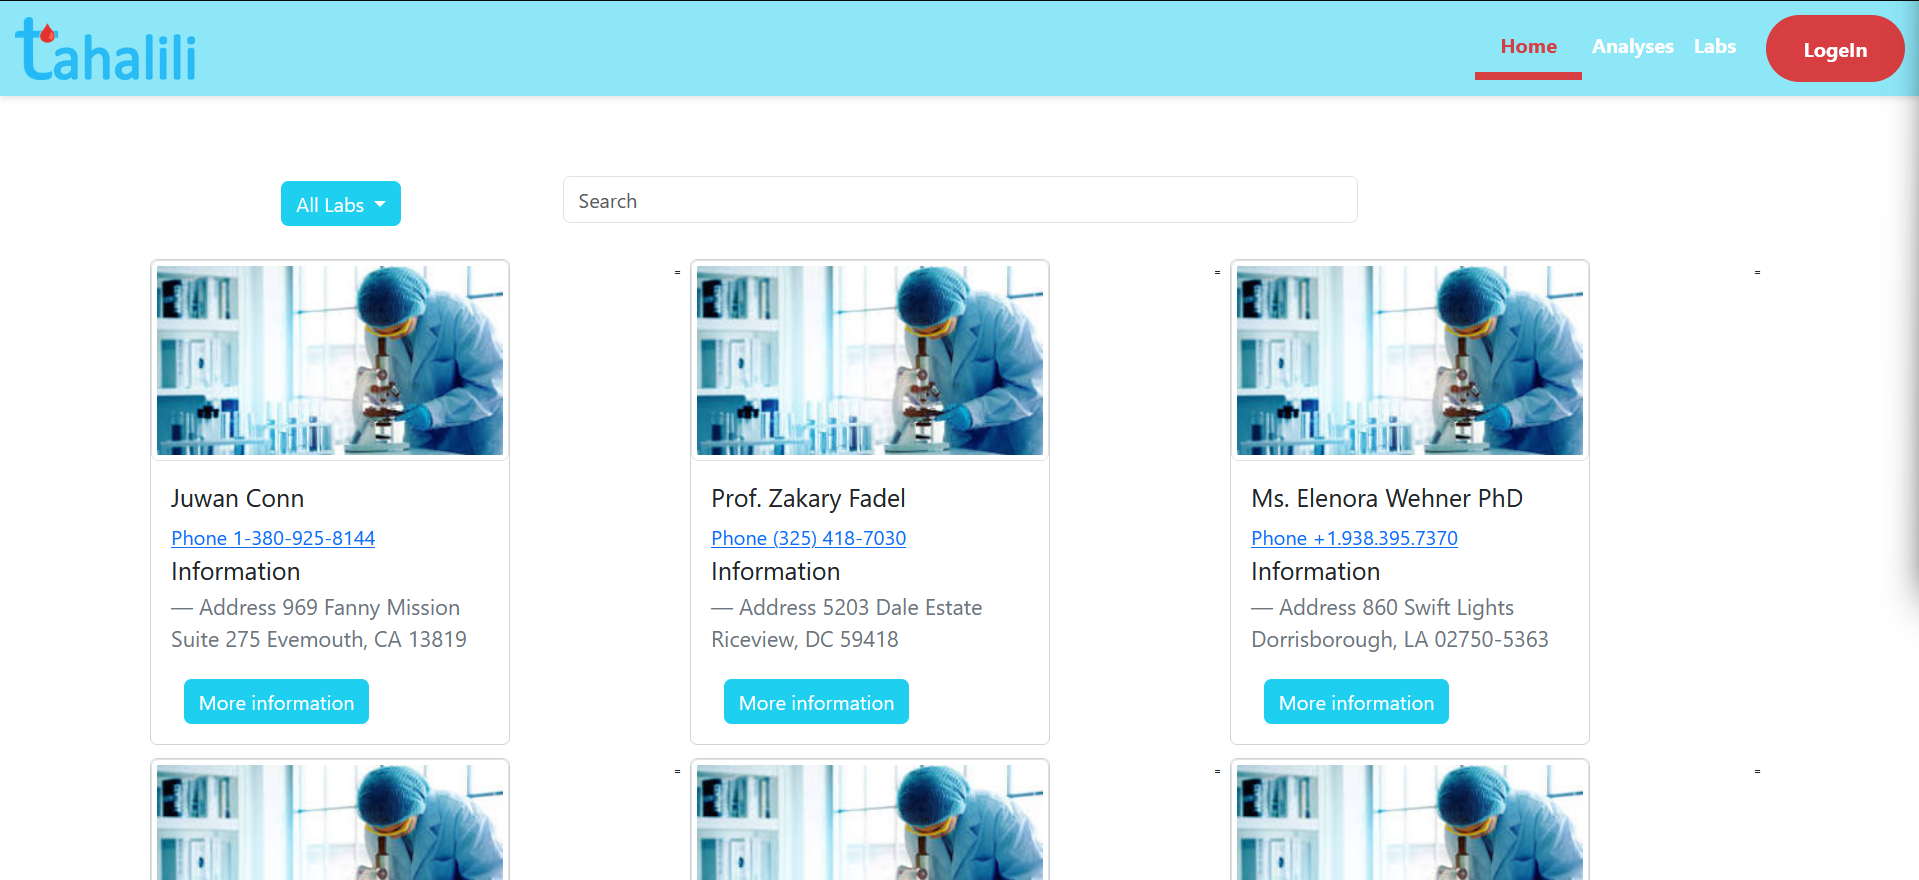 tahalili
Home Analyses Labs LogeIn
All Labs
Search
=
=
=
Juwan Conn
Phone 1-380-925-8144
Information
— Address 969 Fanny Mission
Suite 275 Evemouth, CA 13819
More information
Prof. Zakary Fadel
Phone (325) 418-7030
Information
— Address 5203 Dale Estate
Riceview, DC 59418
More information
Ms. Elenora Wehner PhD
Phone +1.938.395.7370
Information
— Address 860 Swift Lights
Dorrisborough, LA 02750-5363
More information
=
=
=